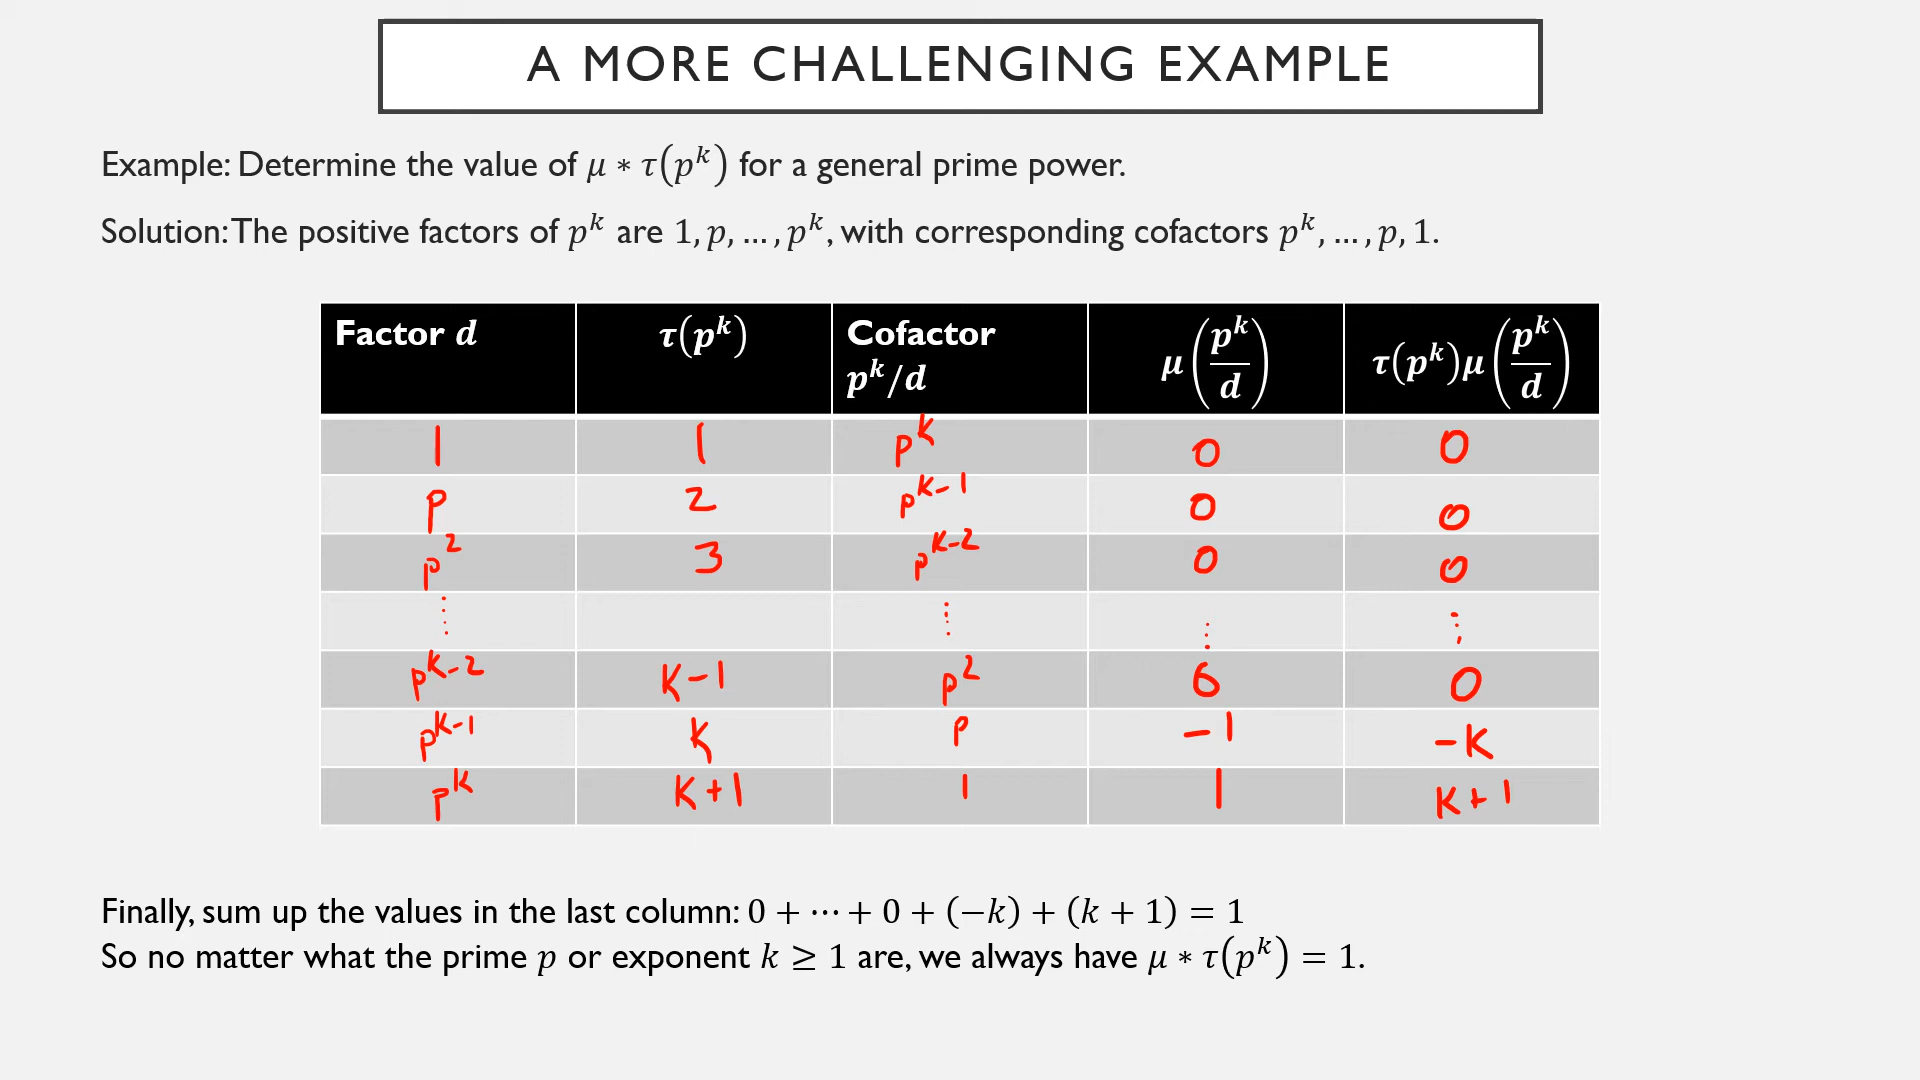 A MORE CHALLENGING EXAMPLE
Example: Determine the value of μ ∗ τ(p^k) for a general prime power.
Solution: The positive factors of p^k are 1, p, …, p^k, with corresponding cofactors p^k, …, p, 1.
Factor d | τ(p^k) | Cofactor p^k/d | μ(p^k/d) | τ(p^k)μ(p^k/d)
1 | 1 | p^k | 0 | 0
p | 2 | p^{k-1} | 0 | 0
p^2 | 3 | p^{k-2} | 0 | 0
⋮ | | ⋮ | ⋮ | ⋮
p^{k-2} | k-1 | p^2 | 0 | 0
p^{k-1} | k | p | -1 | -k
p^k | k+1 | 1 | 1 | k+1
Finally, sum up the values in the last column: 0 + ⋯ + 0 + (−k) + (k + 1) = 1
So no matter what the prime p or exponent k ≥ 1 are, we always have μ ∗ τ(p^k) = 1.